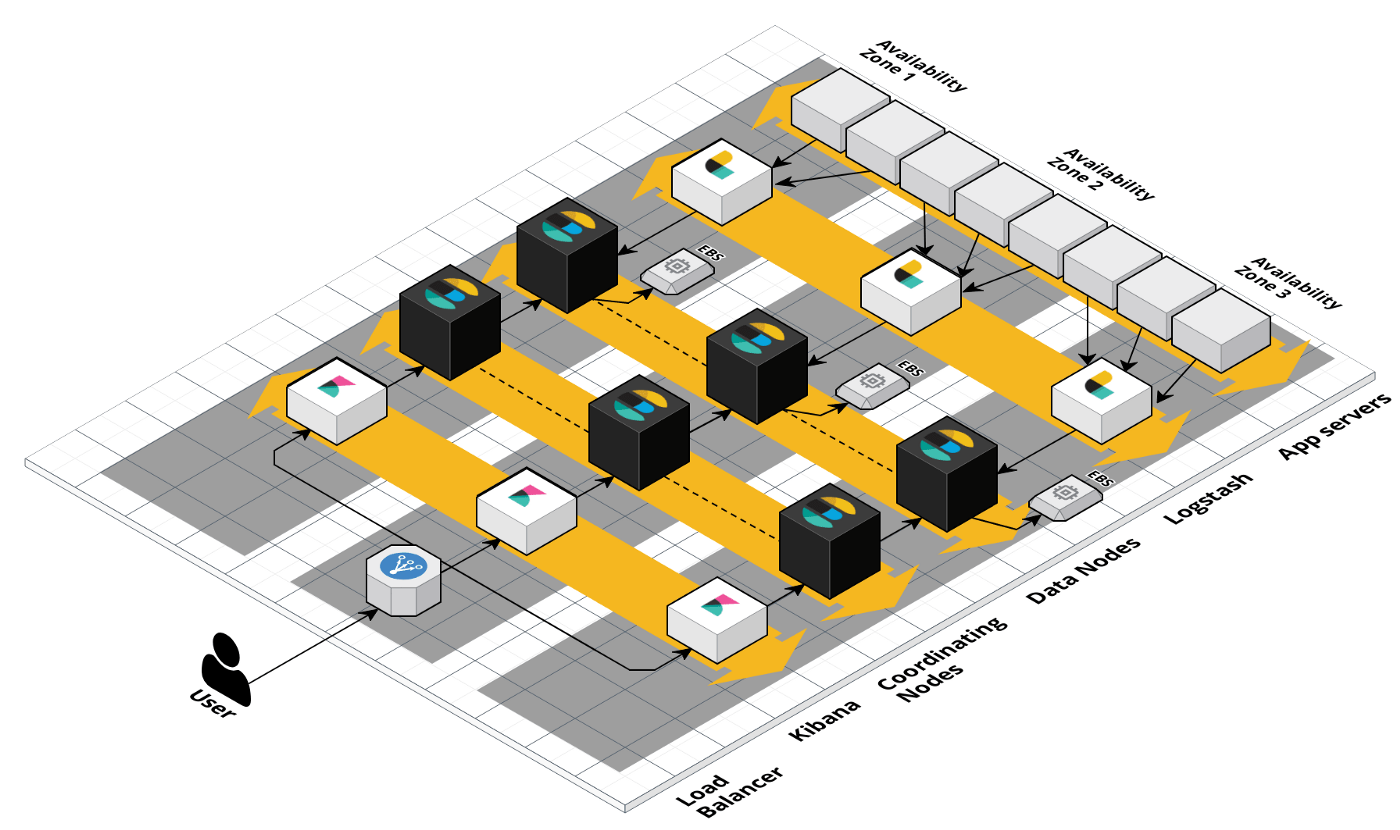 Availability
Zone 1
Availability
Zone 2
Availability
Zone 3
EBS
EBS
EBS
App servers
Logstash
Data Nodes
Coordinating
Nodes
Kibana
Load
Balancer
User